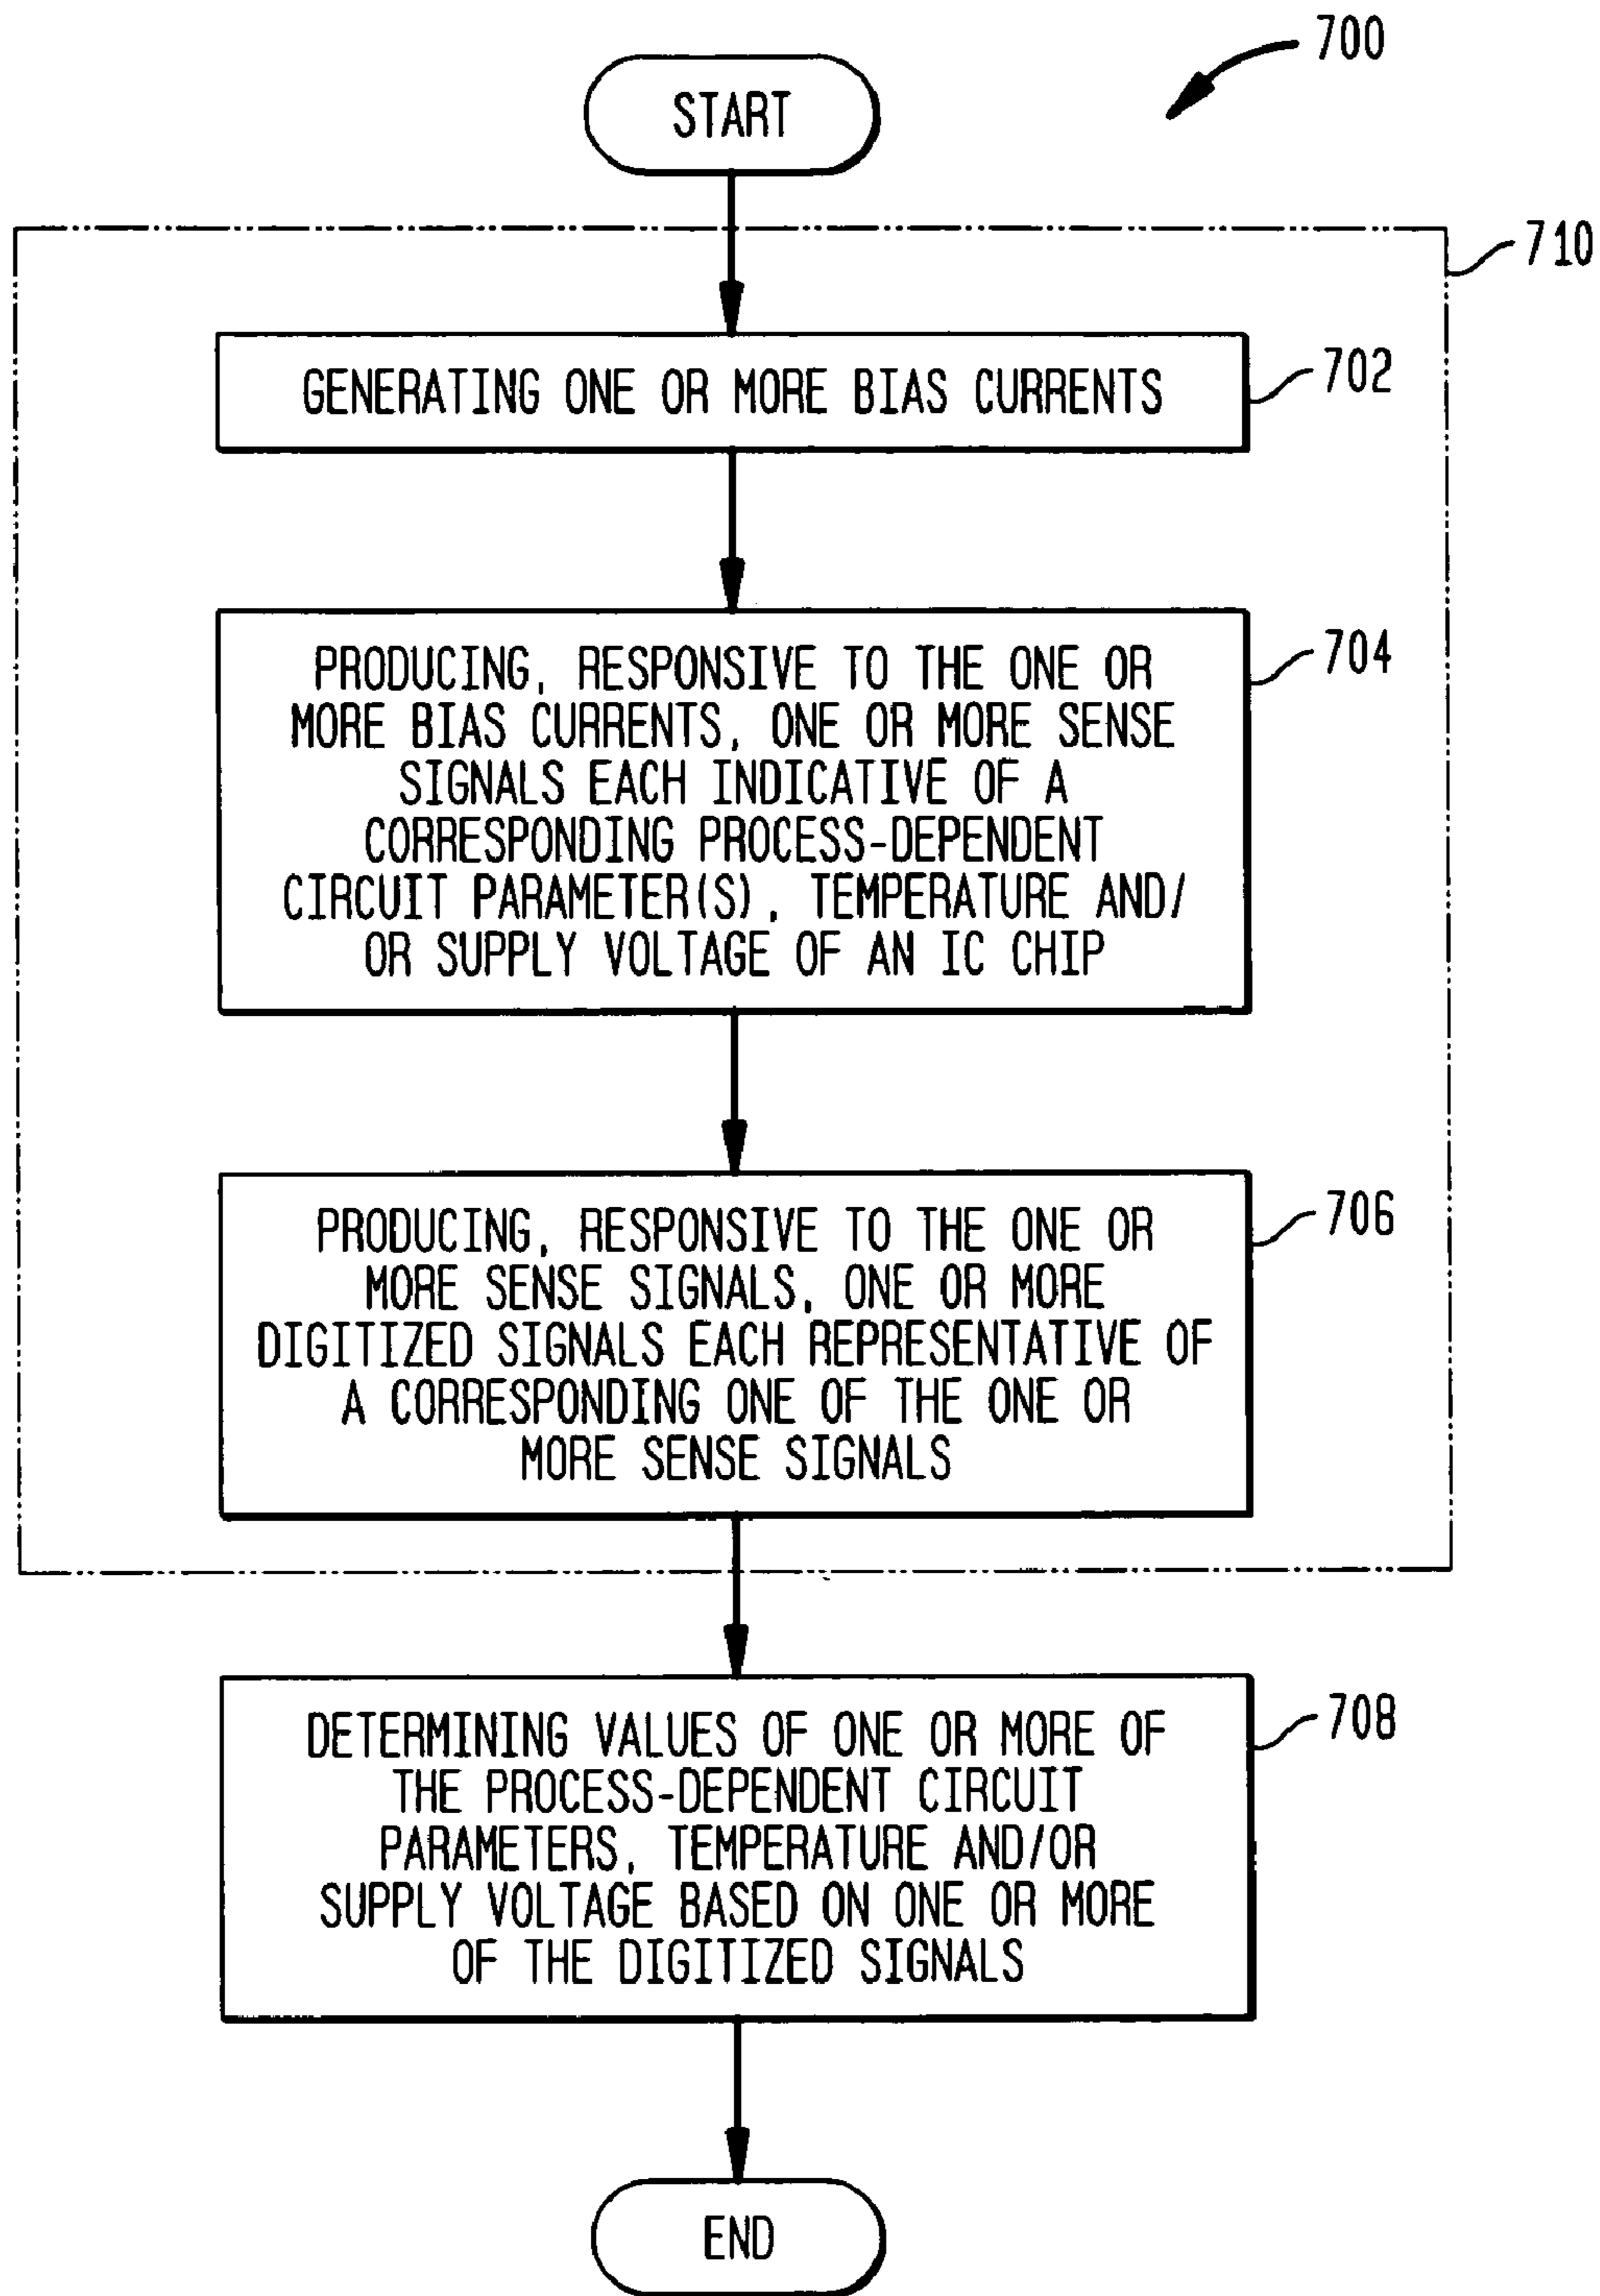 700
START
710
GENERATING ONE OR MORE BIAS CURRENTS
702
PRODUCING, RESPONSIVE TO THE ONE OR
MORE BIAS CURRENTS, ONE OR MORE SENSE
SIGNALS EACH INDICATIVE OF A
CORRESPONDING PROCESS-DEPENDENT
CIRCUIT PARAMETER(S), TEMPERATURE AND/
OR SUPPLY VOLTAGE OF AN IC CHIP
704
PRODUCING, RESPONSIVE TO THE ONE OR
MORE SENSE SIGNALS, ONE OR MORE
DIGITIZED SIGNALS EACH REPRESENTATIVE OF
A CORRESPONDING ONE OF THE ONE OR
MORE SENSE SIGNALS
706
DETERMINING VALUES OF ONE OR MORE OF
THE PROCESS-DEPENDENT CIRCUIT
PARAMETERS, TEMPERATURE AND/OR
SUPPLY VOLTAGE BASED ON ONE OR MORE
OF THE DIGITIZED SIGNALS
708
END